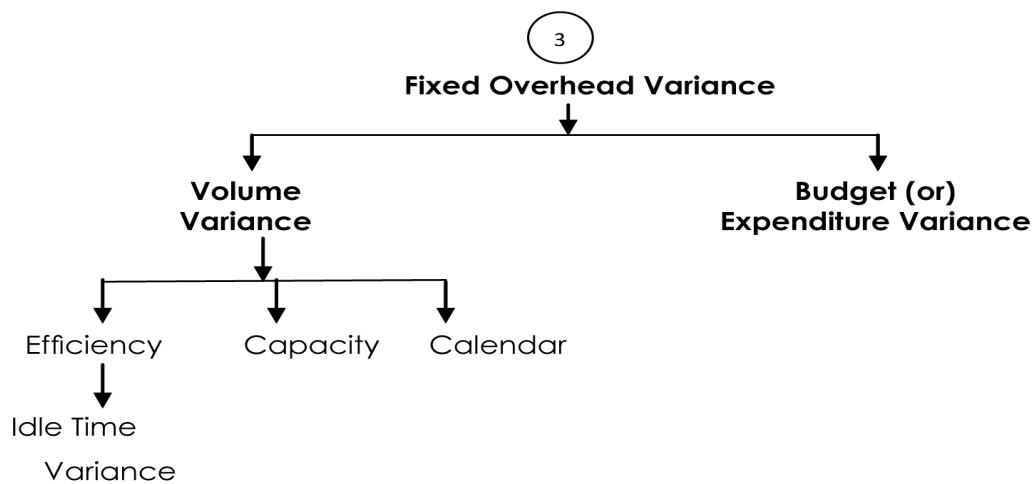 3
Fixed Overhead Variance
Volume
Variance
Budget (or)
Expenditure Variance
Efficiency
Capacity
Calendar
Idle Time
Variance